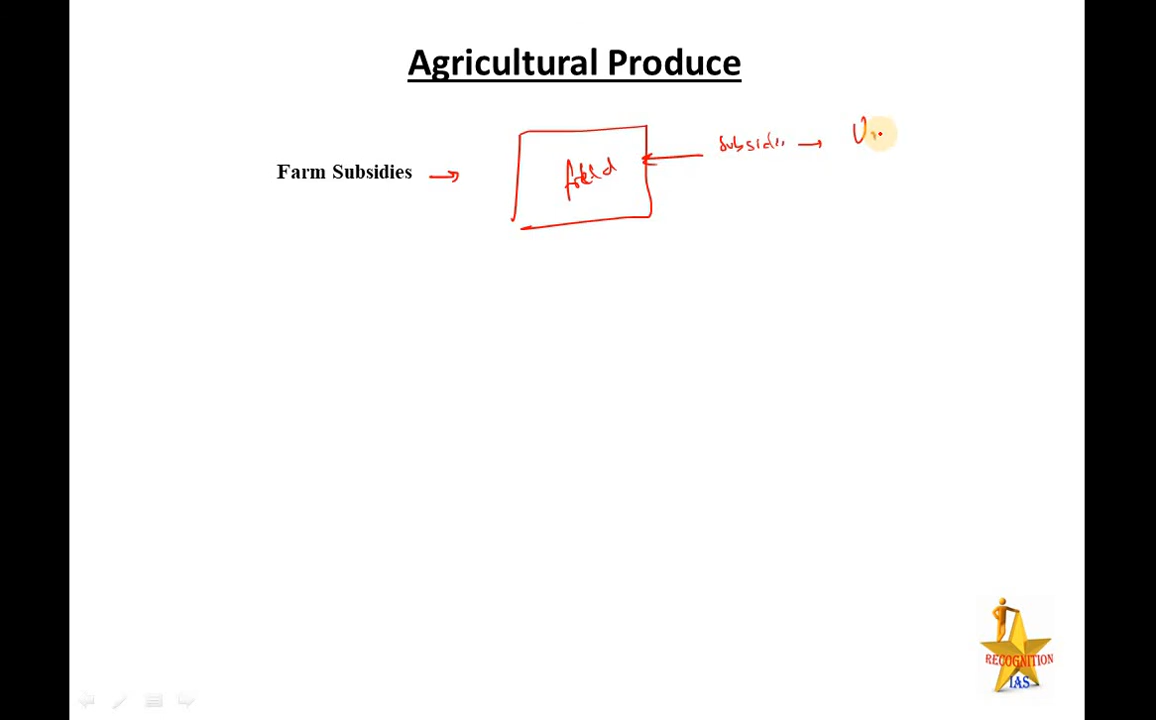 Agricultural Produce
Farm Subsidies →
field
subsidies →
RECOGNITION
IAS